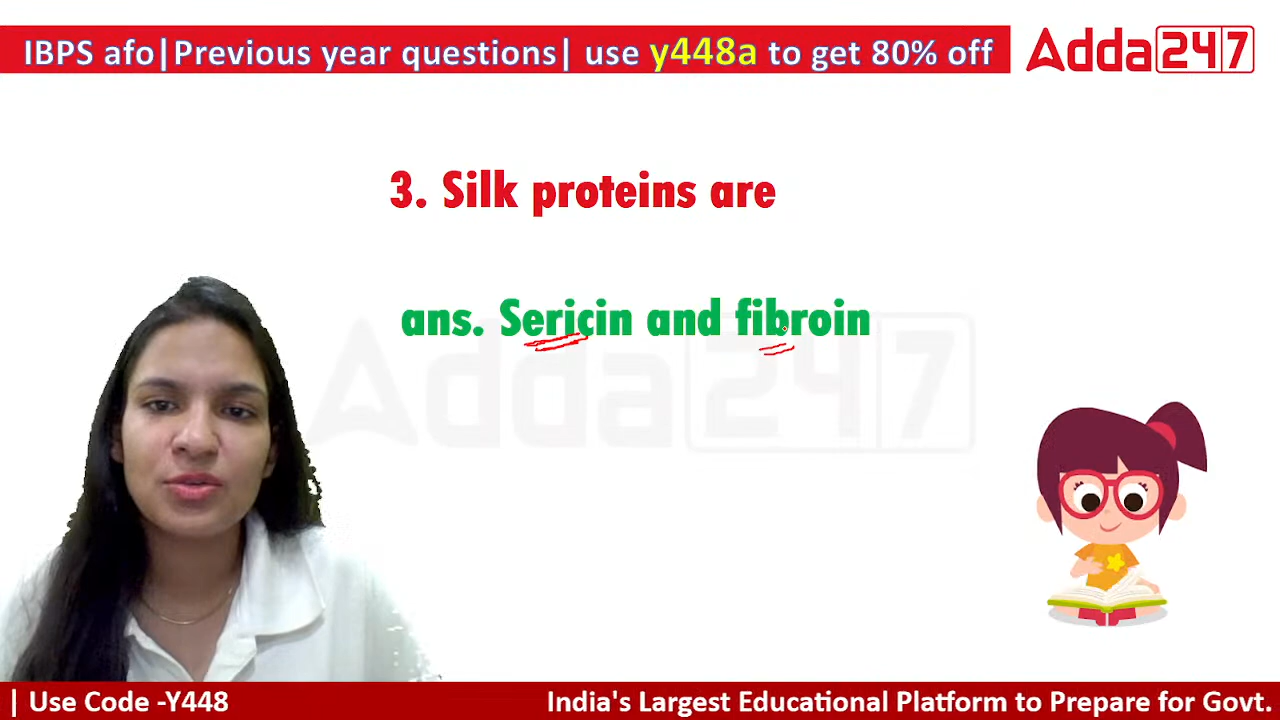 IBPS afo|Previous year questions| use y448a to get 80% off
Adda247
3. Silk proteins are
ans. Sericin and fibroin
Adda247
| Use Code -Y448
India's Largest Educational Platform to Prepare for Govt.